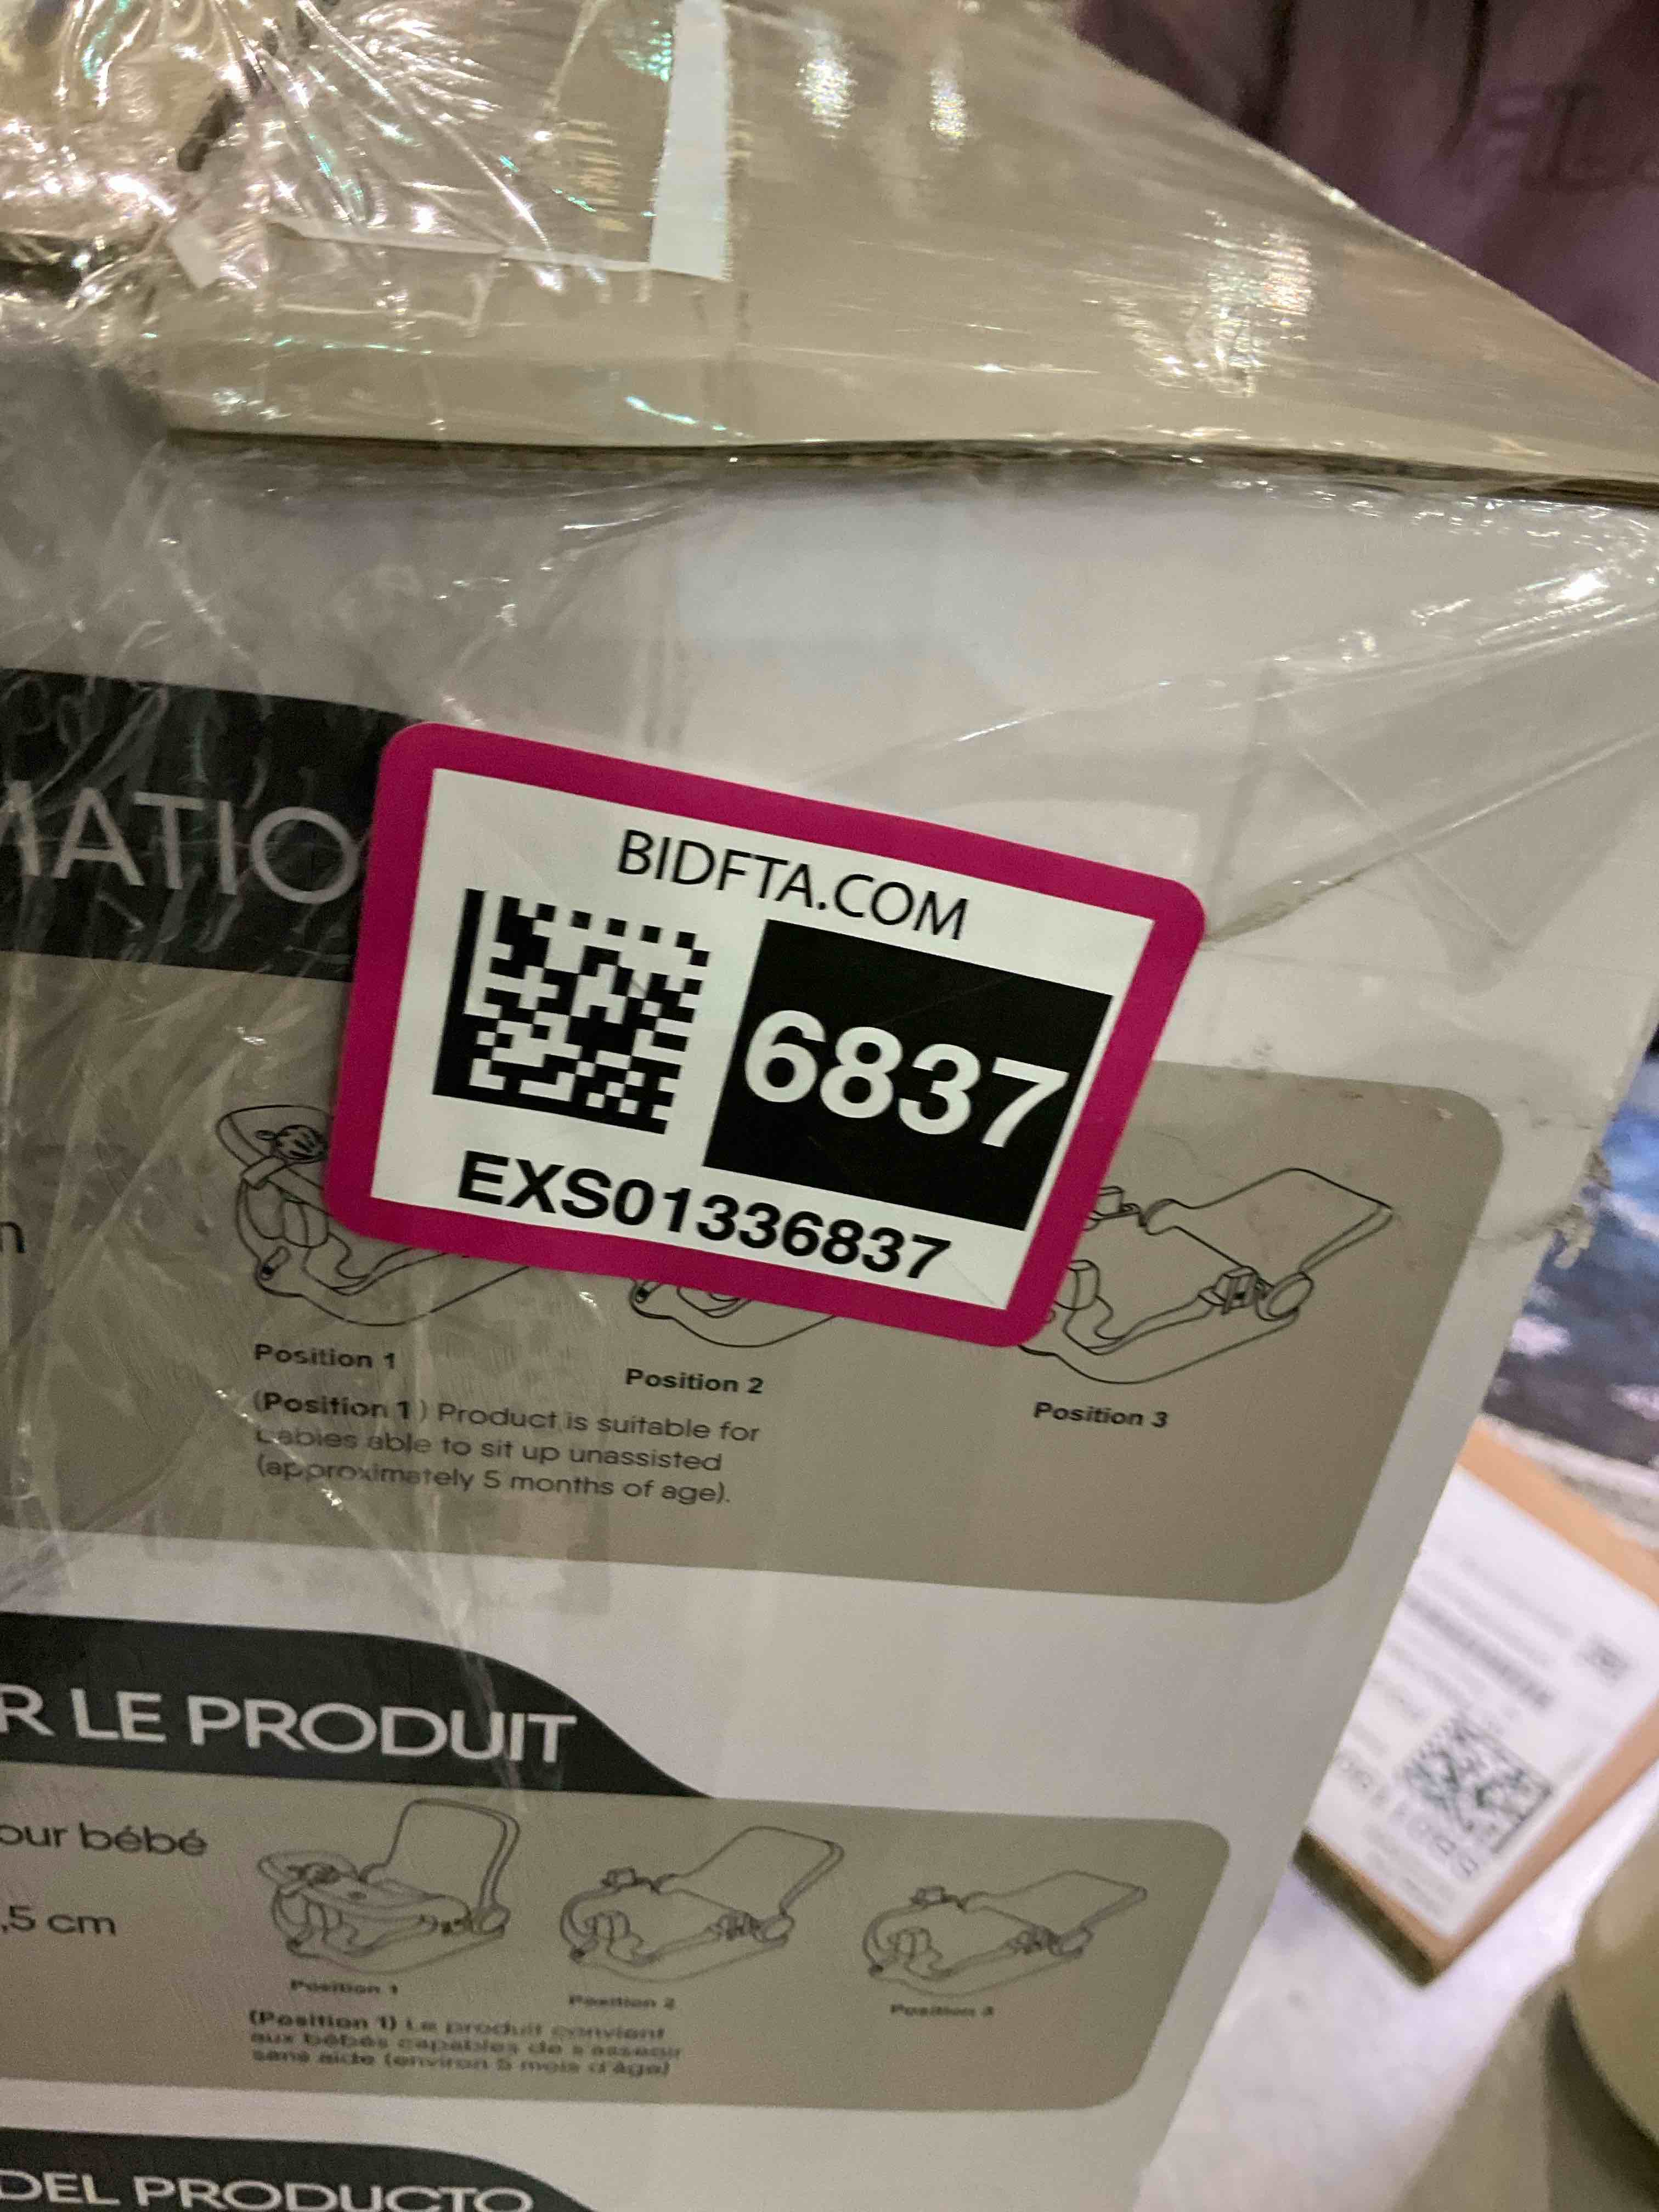 MATIO
BIDFTA.COM
6837
EXS01336837
Position 1
Position 2
Position 3
(Position 1) Product is suitable for
babies able to sit up unassisted
(approximately 5 months of age).
R LE PRODUIT
our bébé
,5 cm
Position 1
Position 2
Position 3
(Position 1) Le produit convient
aux bébés capables de s'asseoir
sans aide (environ 5 mois d'âge)
DEL PRODUCTO